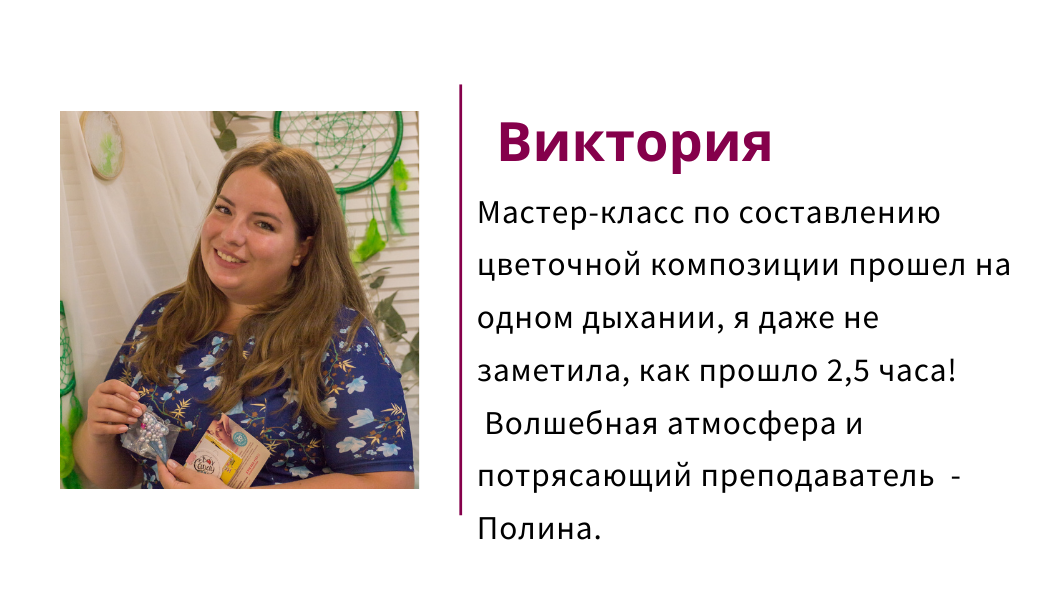 Виктория
Мастер-класс по составлению
цветочной композиции прошел на
одном дыхании, я даже не
заметила, как прошло 2,5 часа!
Волшебная атмосфера и
потрясающий преподаватель -
Полина.